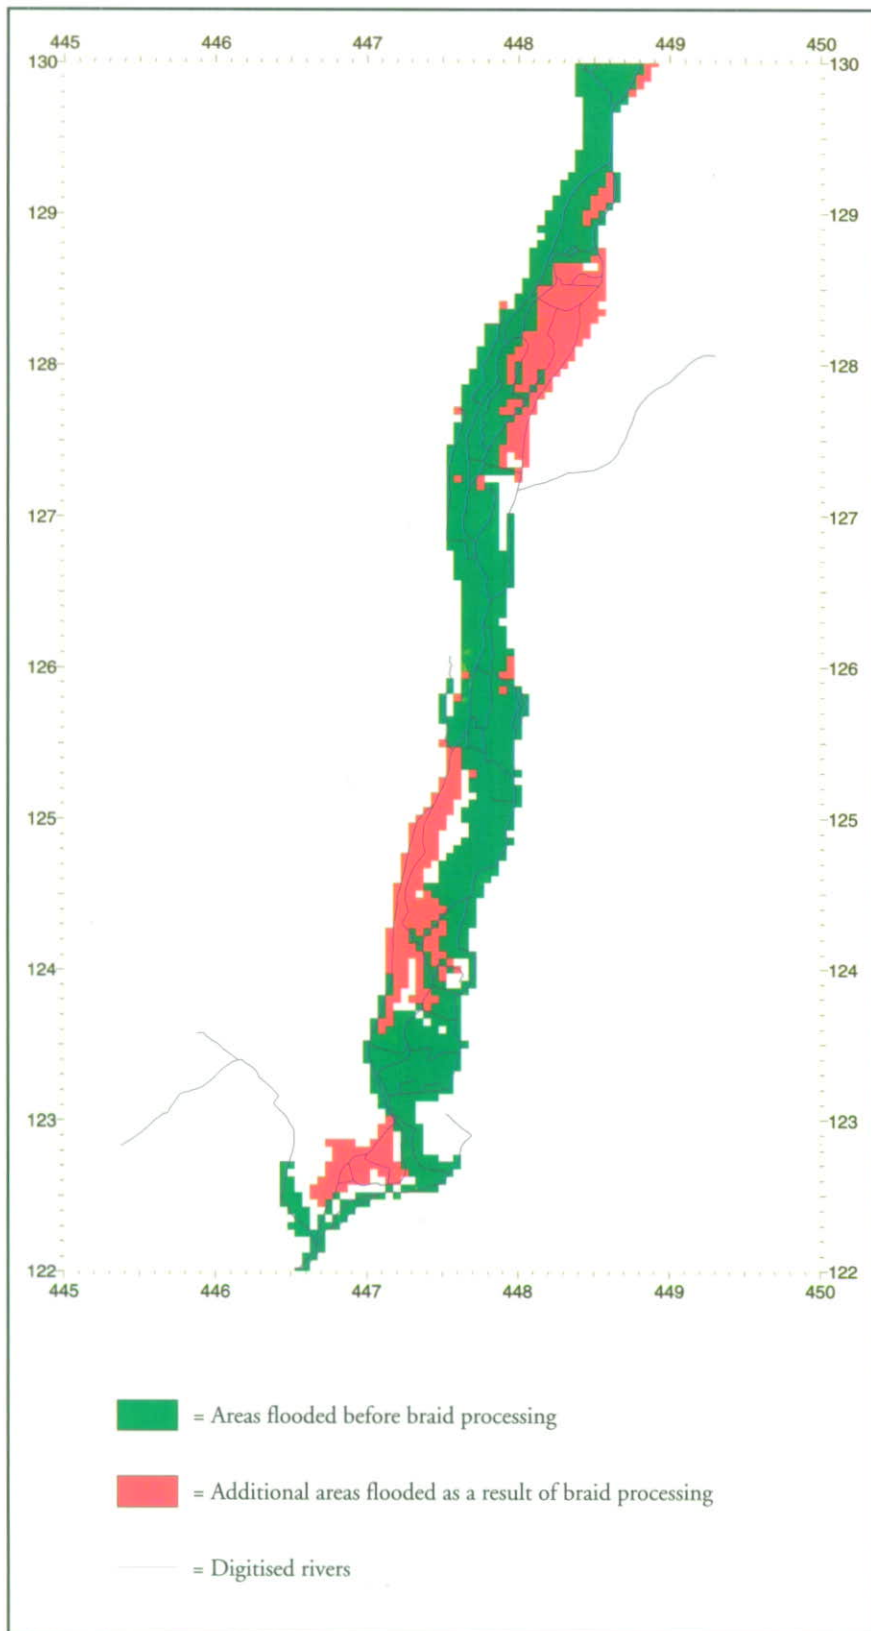 445 446 447 448 449 450
130 130
129 129
128 128
127 127
126 126
125 125
124 124
123 123
122 122
445 446 447 448 449 450
= Areas flooded before braid processing
= Additional areas flooded as a result of braid processing
= Digitised rivers